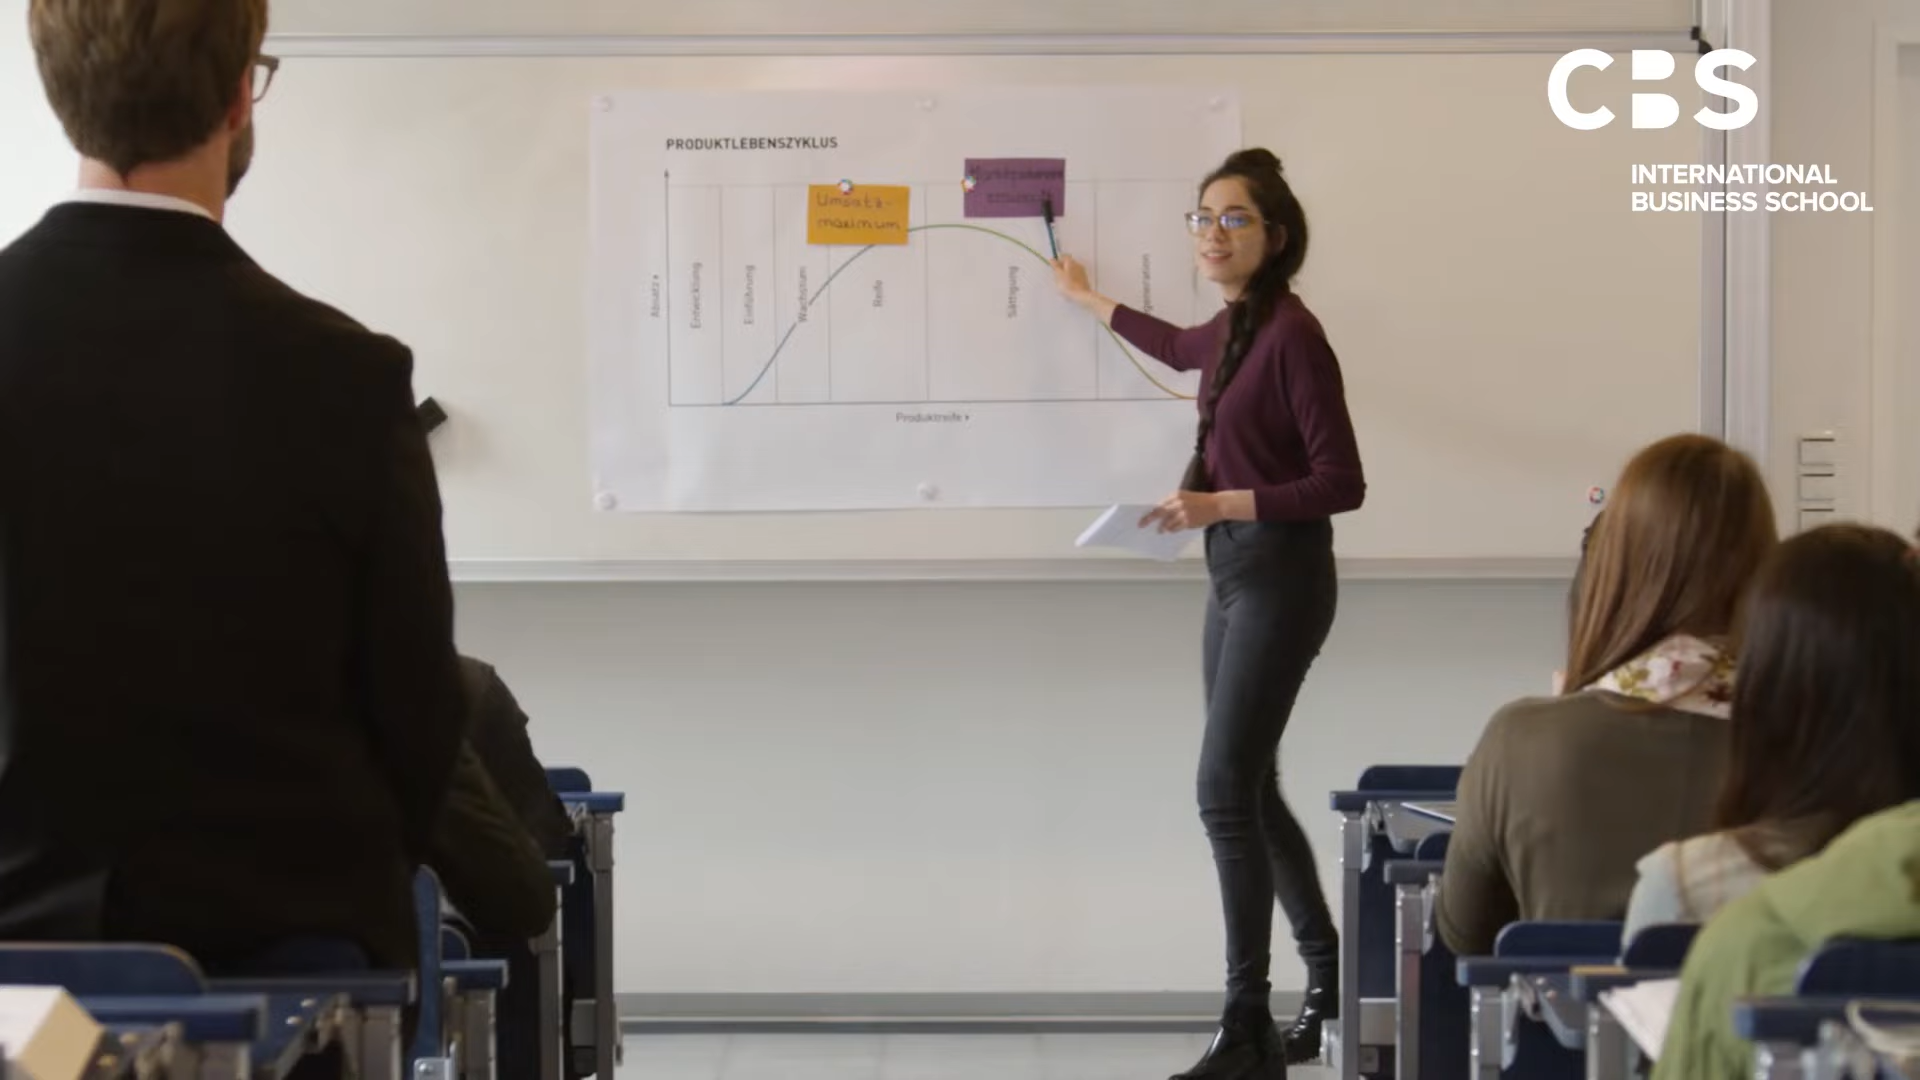 CBS
INTERNATIONAL
BUSINESS SCHOOL
PRODUKTLEBENSZYKLUS
Umsatz-
maximum
Absatz
Entwicklung
Einführung
Wachstum
Reife
Sättigung
Produktreife